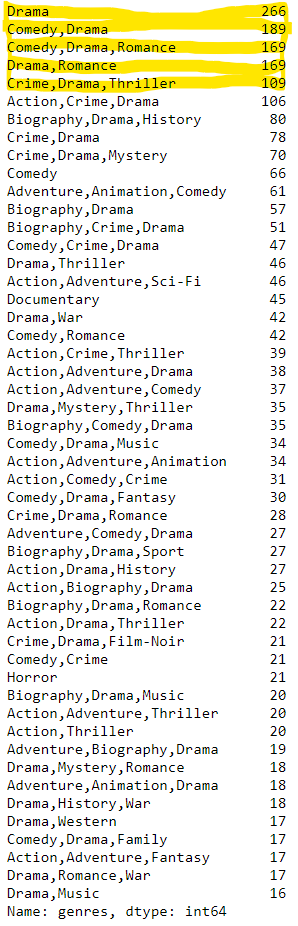 Drama 266
Comedy,Drama 189
Comedy,Drama,Romance 169
Drama,Romance 169
Crime,Drama,Thriller 109
Action,Crime,Drama 106
Biography,Drama,History 80
Crime,Drama 78
Crime,Drama,Mystery 70
Comedy 66
Adventure,Animation,Comedy 61
Biography,Drama 57
Biography,Crime,Drama 51
Comedy,Crime,Drama 47
Drama,Thriller 46
Action,Adventure,Sci-Fi 46
Documentary 45
Drama,War 42
Comedy,Romance 42
Action,Crime,Thriller 39
Action,Adventure,Drama 38
Action,Adventure,Comedy 37
Drama,Mystery,Thriller 35
Biography,Comedy,Drama 35
Comedy,Drama,Music 34
Action,Adventure,Animation 34
Action,Comedy,Crime 31
Comedy,Drama,Fantasy 30
Crime,Drama,Romance 28
Adventure,Comedy,Drama 27
Biography,Drama,Sport 27
Action,Drama,History 27
Action,Biography,Drama 25
Biography,Drama,Romance 22
Action,Drama,Thriller 22
Crime,Drama,Film-Noir 21
Comedy,Crime 21
Horror 21
Biography,Drama,Music 20
Action,Adventure,Thriller 20
Action,Thriller 20
Adventure,Biography,Drama 19
Drama,Mystery,Romance 18
Adventure,Animation,Drama 18
Drama,History,War 18
Drama,Western 17
Comedy,Drama,Family 17
Action,Adventure,Fantasy 17
Drama,Romance,War 17
Drama,Music 16
Name: genres, dtype: int64